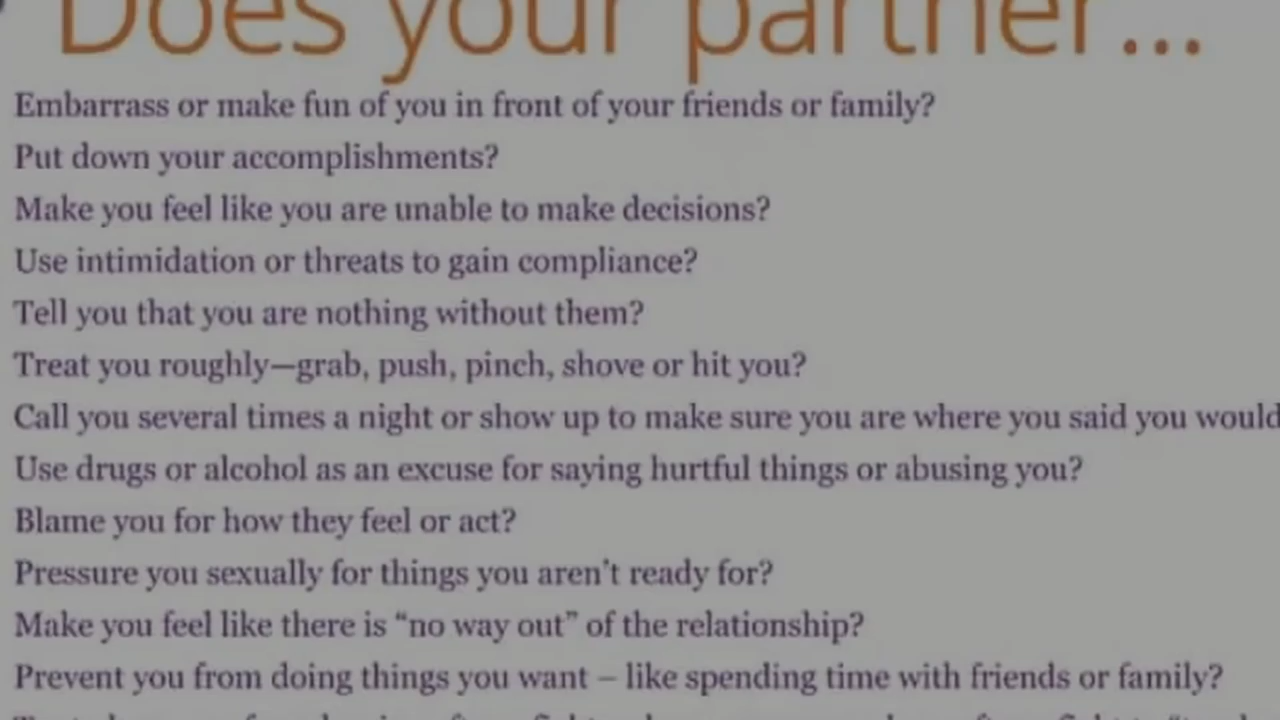 Does your partner...
Embarrass or make fun of you in front of your friends or family?
Put down your accomplishments?
Make you feel like you are unable to make decisions?
Use intimidation or threats to gain compliance?
Tell you that you are nothing without them?
Treat you roughly—grab, push, pinch, shove or hit you?
Call you several times a night or show up to make sure you are where you said you would
Use drugs or alcohol as an excuse for saying hurtful things or abusing you?
Blame you for how they feel or act?
Pressure you sexually for things you aren't ready for?
Make you feel like there is “no way out” of the relationship?
Prevent you from doing things you want – like spending time with friends or family?